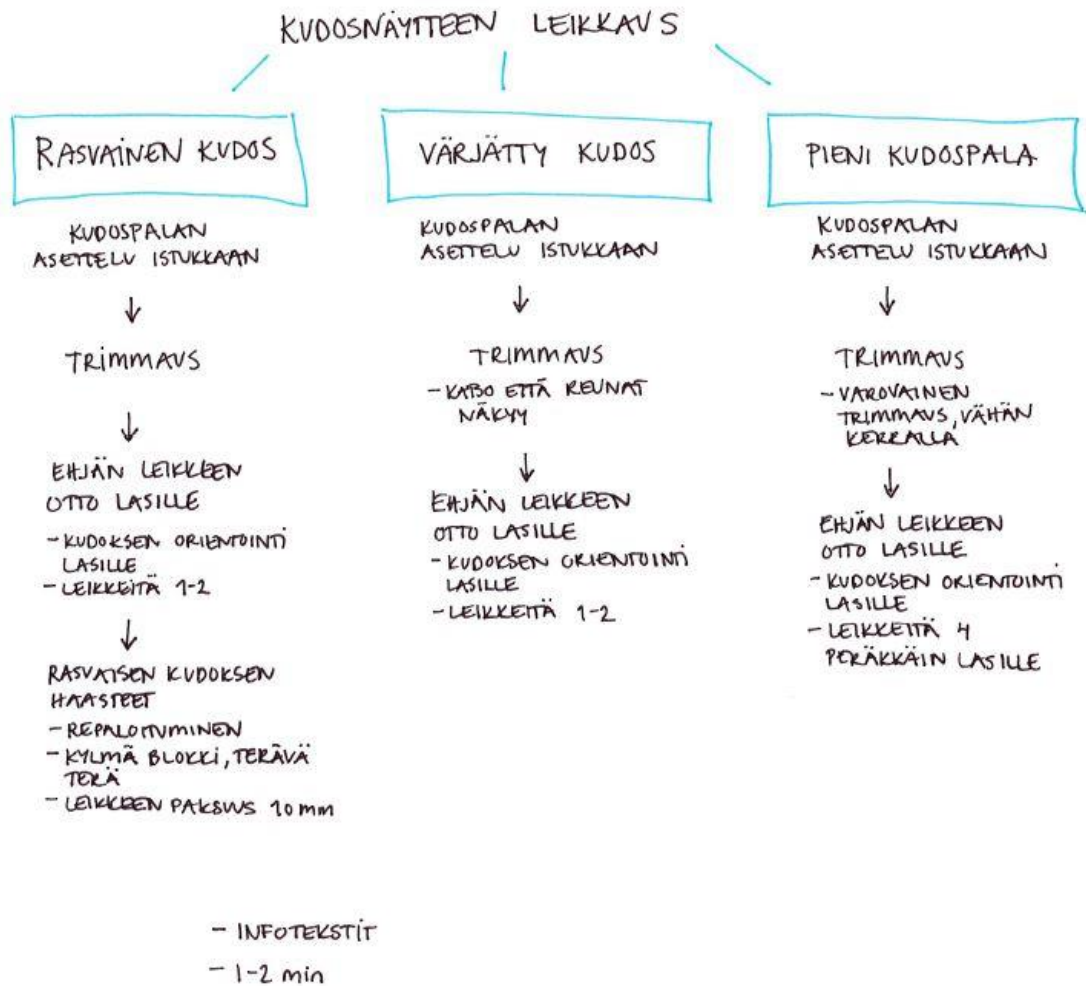 KUDOSNÄYTTEEN LEIKKAUS
RASVAINEN KUDOS
KUDOSPALAN
ASETTELU ISTUKKAAN
↓
TRIMMAUS
↓
EHJÄN LEIKKEEN
OTTO LASILLE
- KUDOKSEN ORIENTOINTI
LASILLE
- LEIKKEITÄ 1-2
↓
RASVAISEN KUDOKSEN
HAASTEET
- REPALOITUMINEN
- KYLMÄ BLOKKI, TERÄVÄ
TERÄ
- LEIKKEEN PAKSUUS 10 mm
VÄRJÄTTY KUDOS
KUDOSPALAN
ASETTELU ISTUKKAAN
↓
TRIMMAUS
- KATSO ETTÄ REUNAT
NÄKYY
↓
EHJÄN LEIKKEEN
OTTO LASILLE
- KUDOKSEN ORIENTOINTI
LASILLE
- LEIKKEITÄ 1-2
PIENI KUDOSPALA
KUDOSPALAN
ASETTELU ISTUKKAAN
↓
TRIMMAUS
- VAROVAINEN
TRIMMAUS, VÄHÄN
KERRALLA
↓
EHJÄN LEIKKEEN
OTTO LASILLE
- KUDOKSEN ORIENTOINTI
LASILLE
- LEIKKEITÄ 4
PERÄKKÄIN LASILLE
- INFOTEKSTIT
- 1-2 min